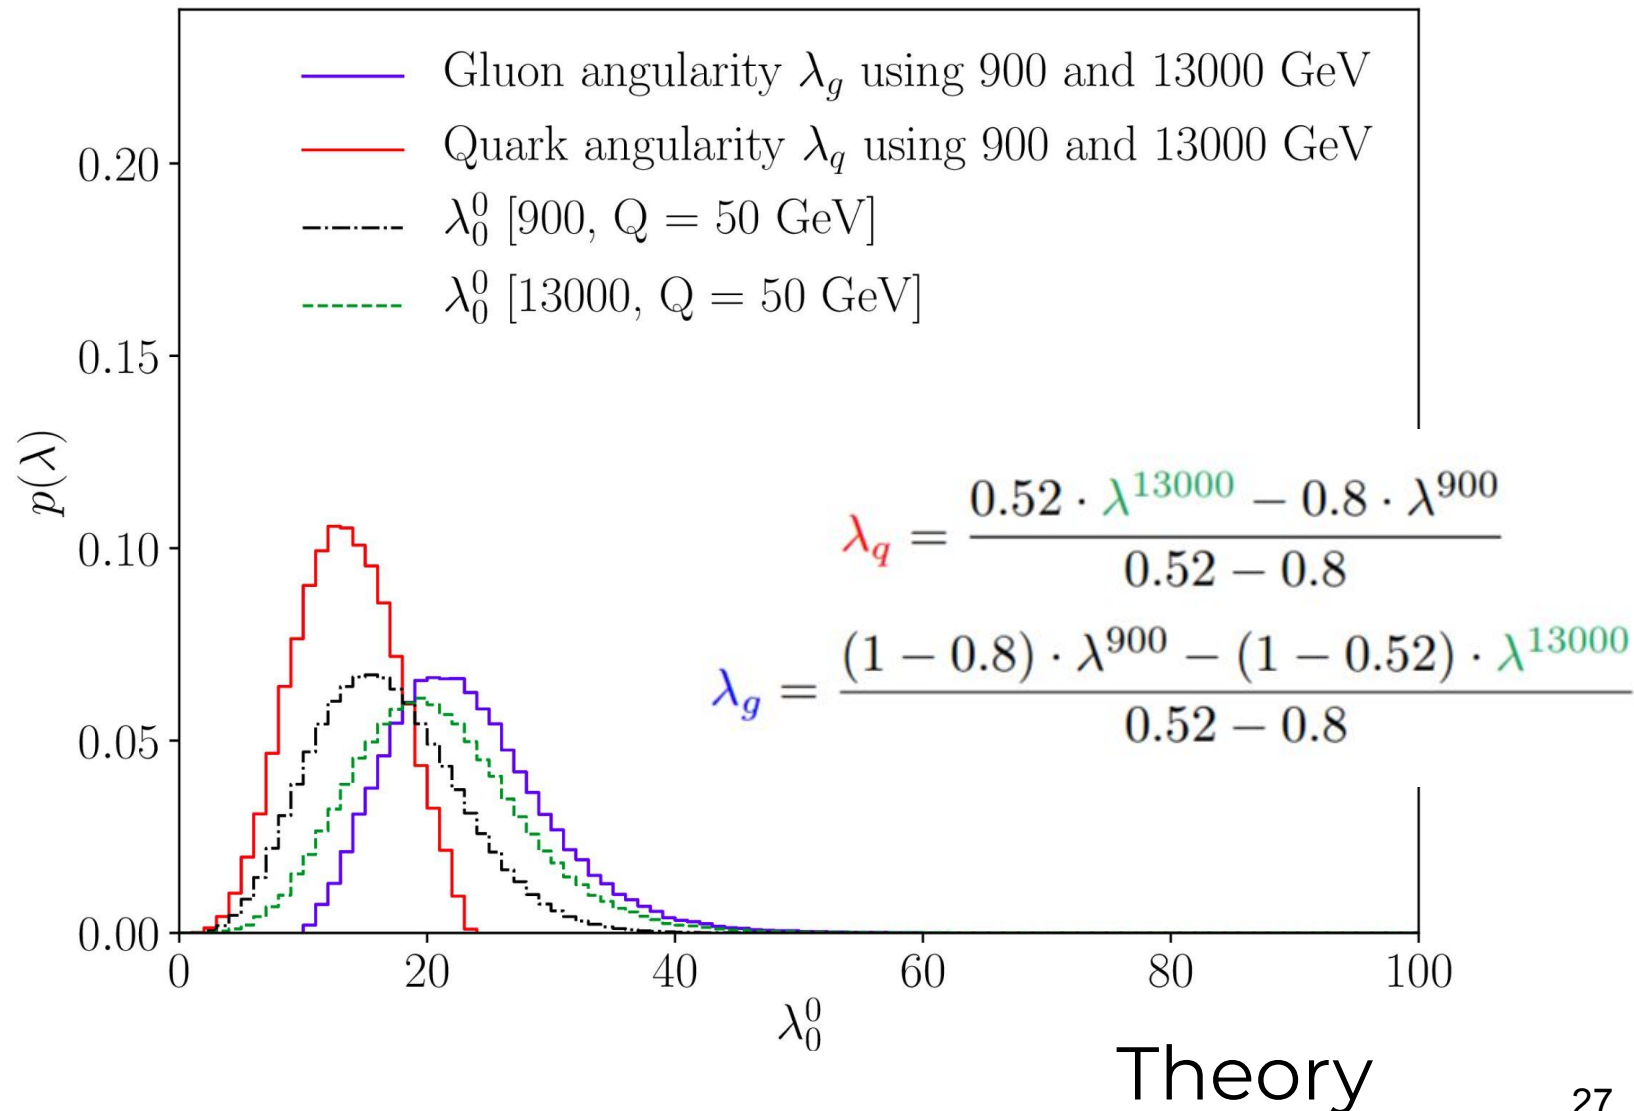 Gluon angularity λ_g using 900 and 13000 GeV
Quark angularity λ_q using 900 and 13000 GeV
λ_0^0 [900, Q = 50 GeV]
λ_0^0 [13000, Q = 50 GeV]
0.20
0.15
0.10
0.05
0.00
p(λ)
λ_q = \frac{0.52 · λ^{13000} − 0.8 · λ^{900}}{0.52 − 0.8}
λ_g = \frac{(1 − 0.8) · λ^{900} − (1 − 0.52) · λ^{13000}}{0.52 − 0.8}
0 20 40 60 80 100
λ_0^0
Theory
27